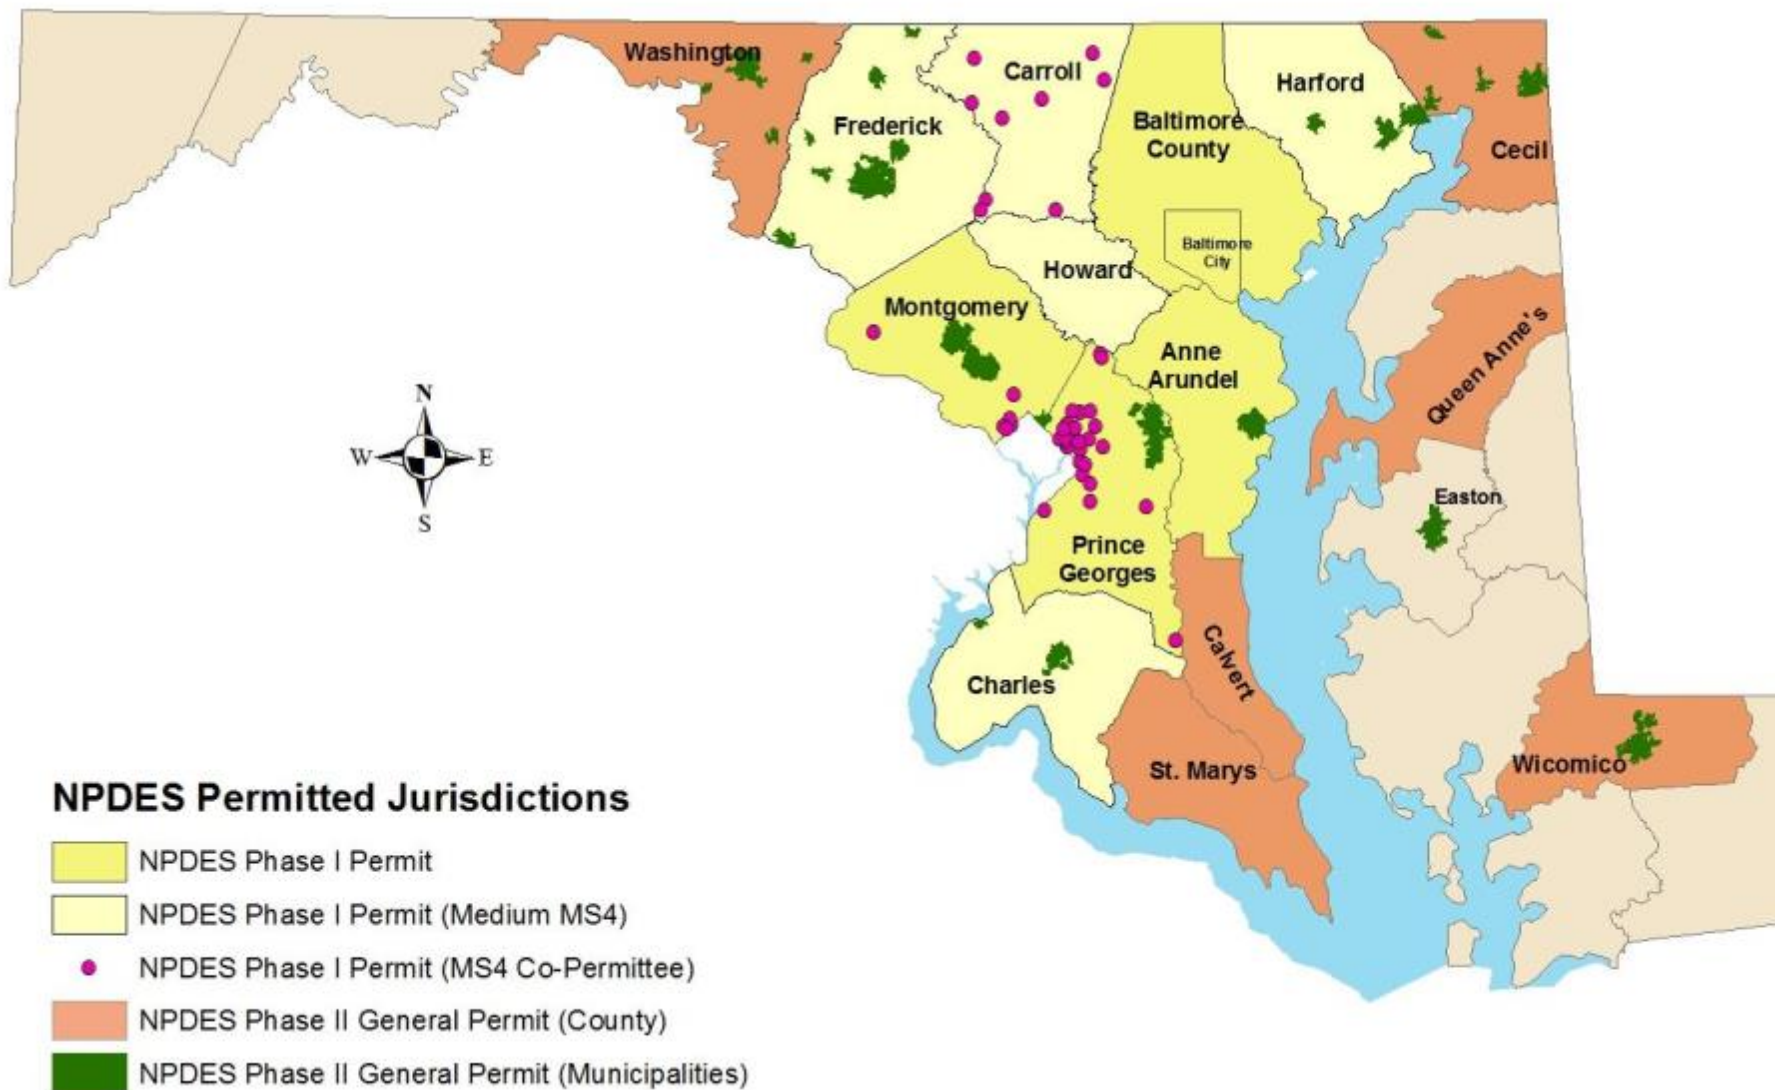 Washington
Carroll
Harford
Frederick
Baltimore
County
Cecil
Baltimore
City
Howard
Montgomery
Anne
Arundel
Queen Anne's
N
W
E
S
Easton
Prince
Georges
Calvert
Charles
St. Marys
Wicomico
NPDES Permitted Jurisdictions
NPDES Phase I Permit
NPDES Phase I Permit (Medium MS4)
NPDES Phase I Permit (MS4 Co-Permittee)
NPDES Phase II General Permit (County)
NPDES Phase II General Permit (Municipalities)